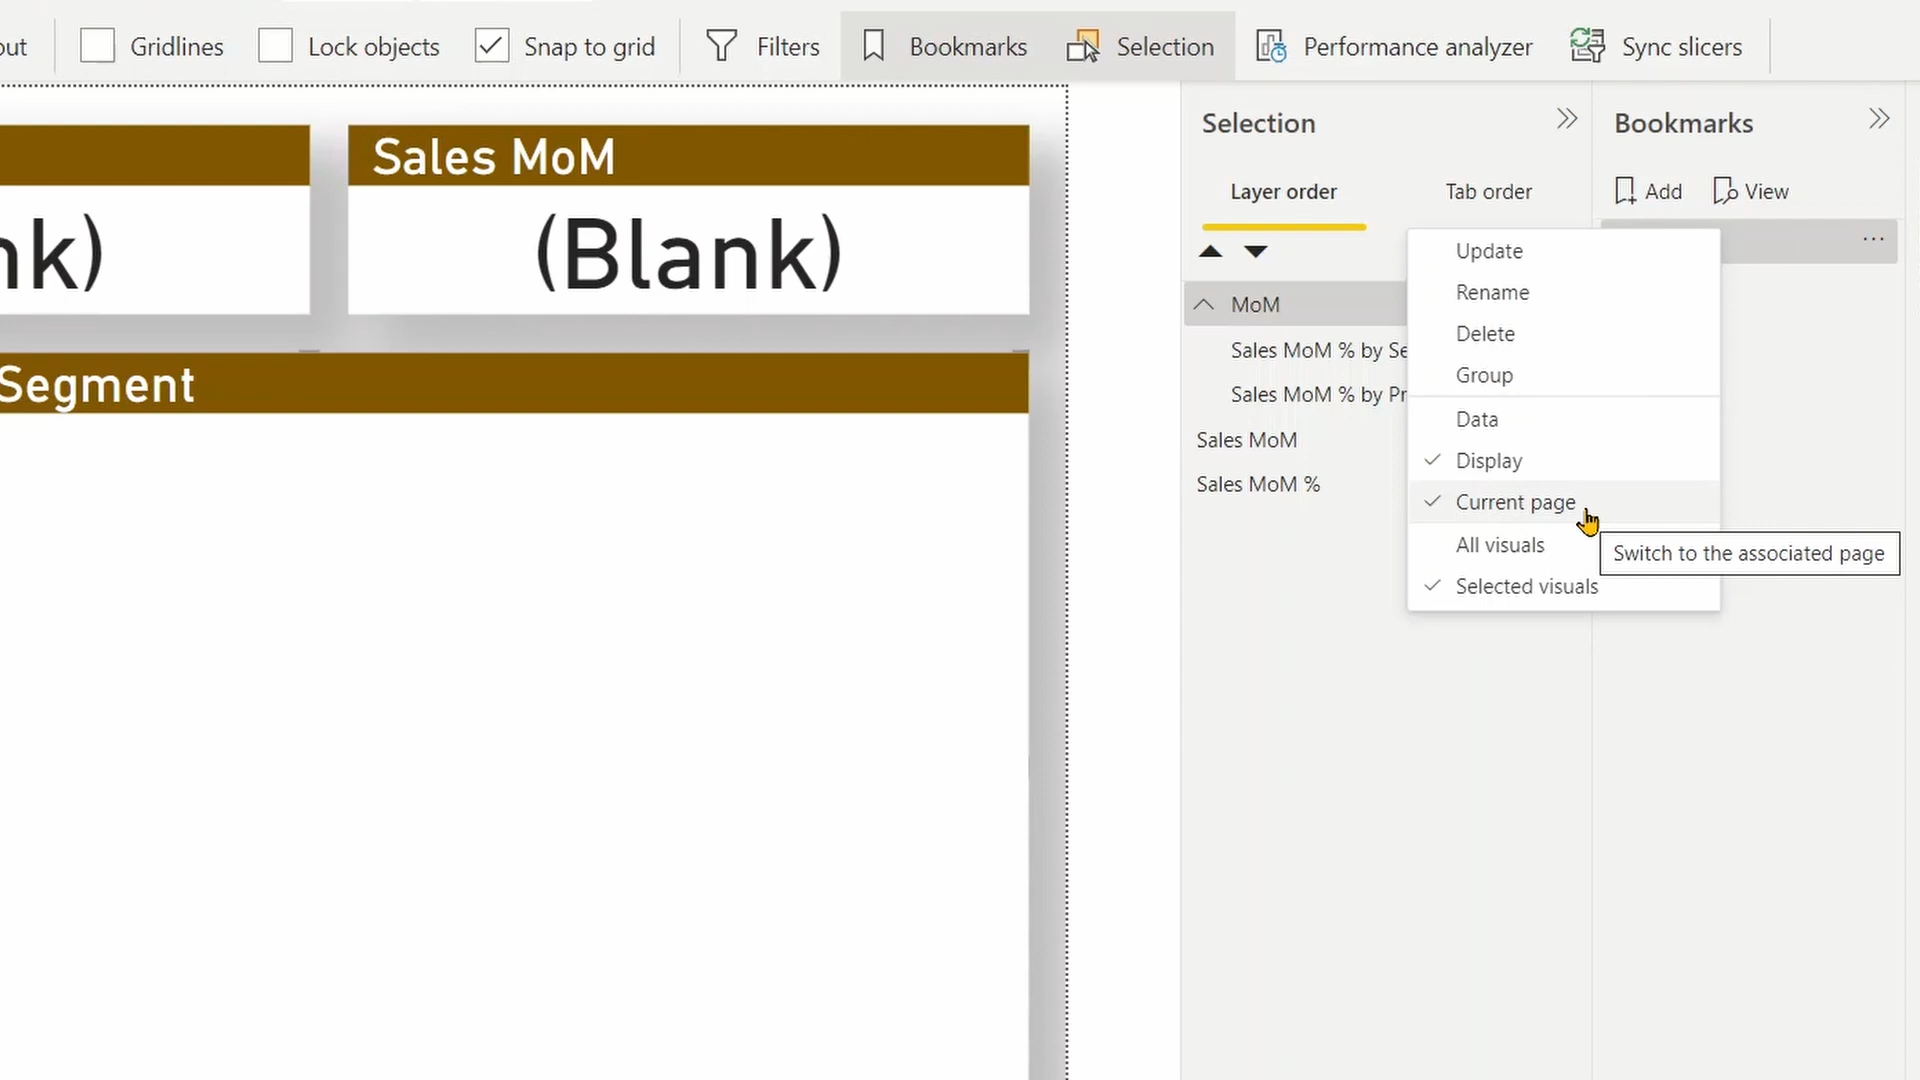 out Gridlines Lock objects Snap to grid Filters Bookmarks Selection Performance analyzer Sync slicers
Selection
Bookmarks
Sales MoM
Layer order Tab order
Add View
nk)
(Blank)
Update
Rename
Delete
Group
Data
Display
Current page
All visuals
Selected visuals
MoM
Sales MoM % by Se
Sales MoM % by Pr
Sales MoM
Sales MoM %
Segment
Switch to the associated page